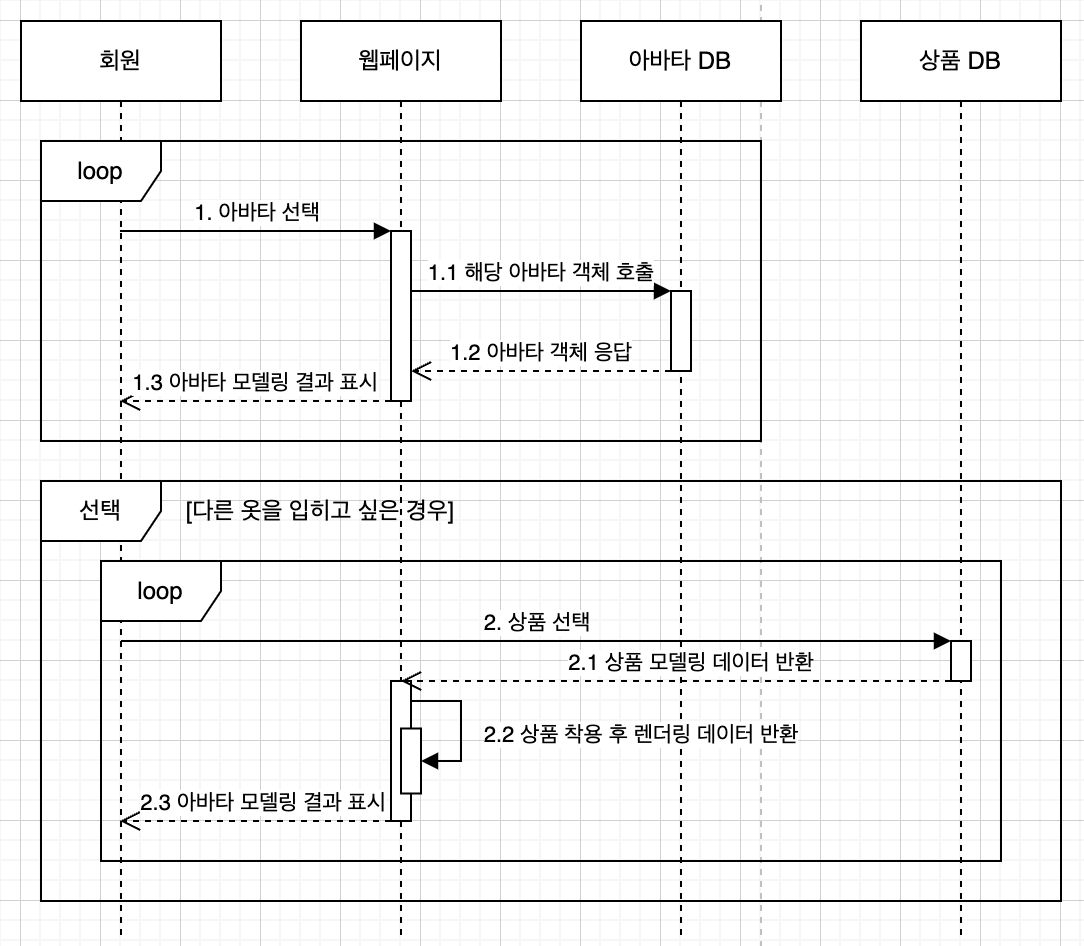 회원
웹페이지
아바타 DB
상품 DB
loop
1. 아바타 선택
1.1 해당 아바타 객체 호출
1.2 아바타 객체 응답
1.3 아바타 모델링 결과 표시
선택
[다른 옷을 입히고 싶은 경우]
loop
2. 상품 선택
2.1 상품 모델링 데이터 반환
2.2 상품 착용 후 렌더링 데이터 반환
2.3 아바타 모델링 결과 표시